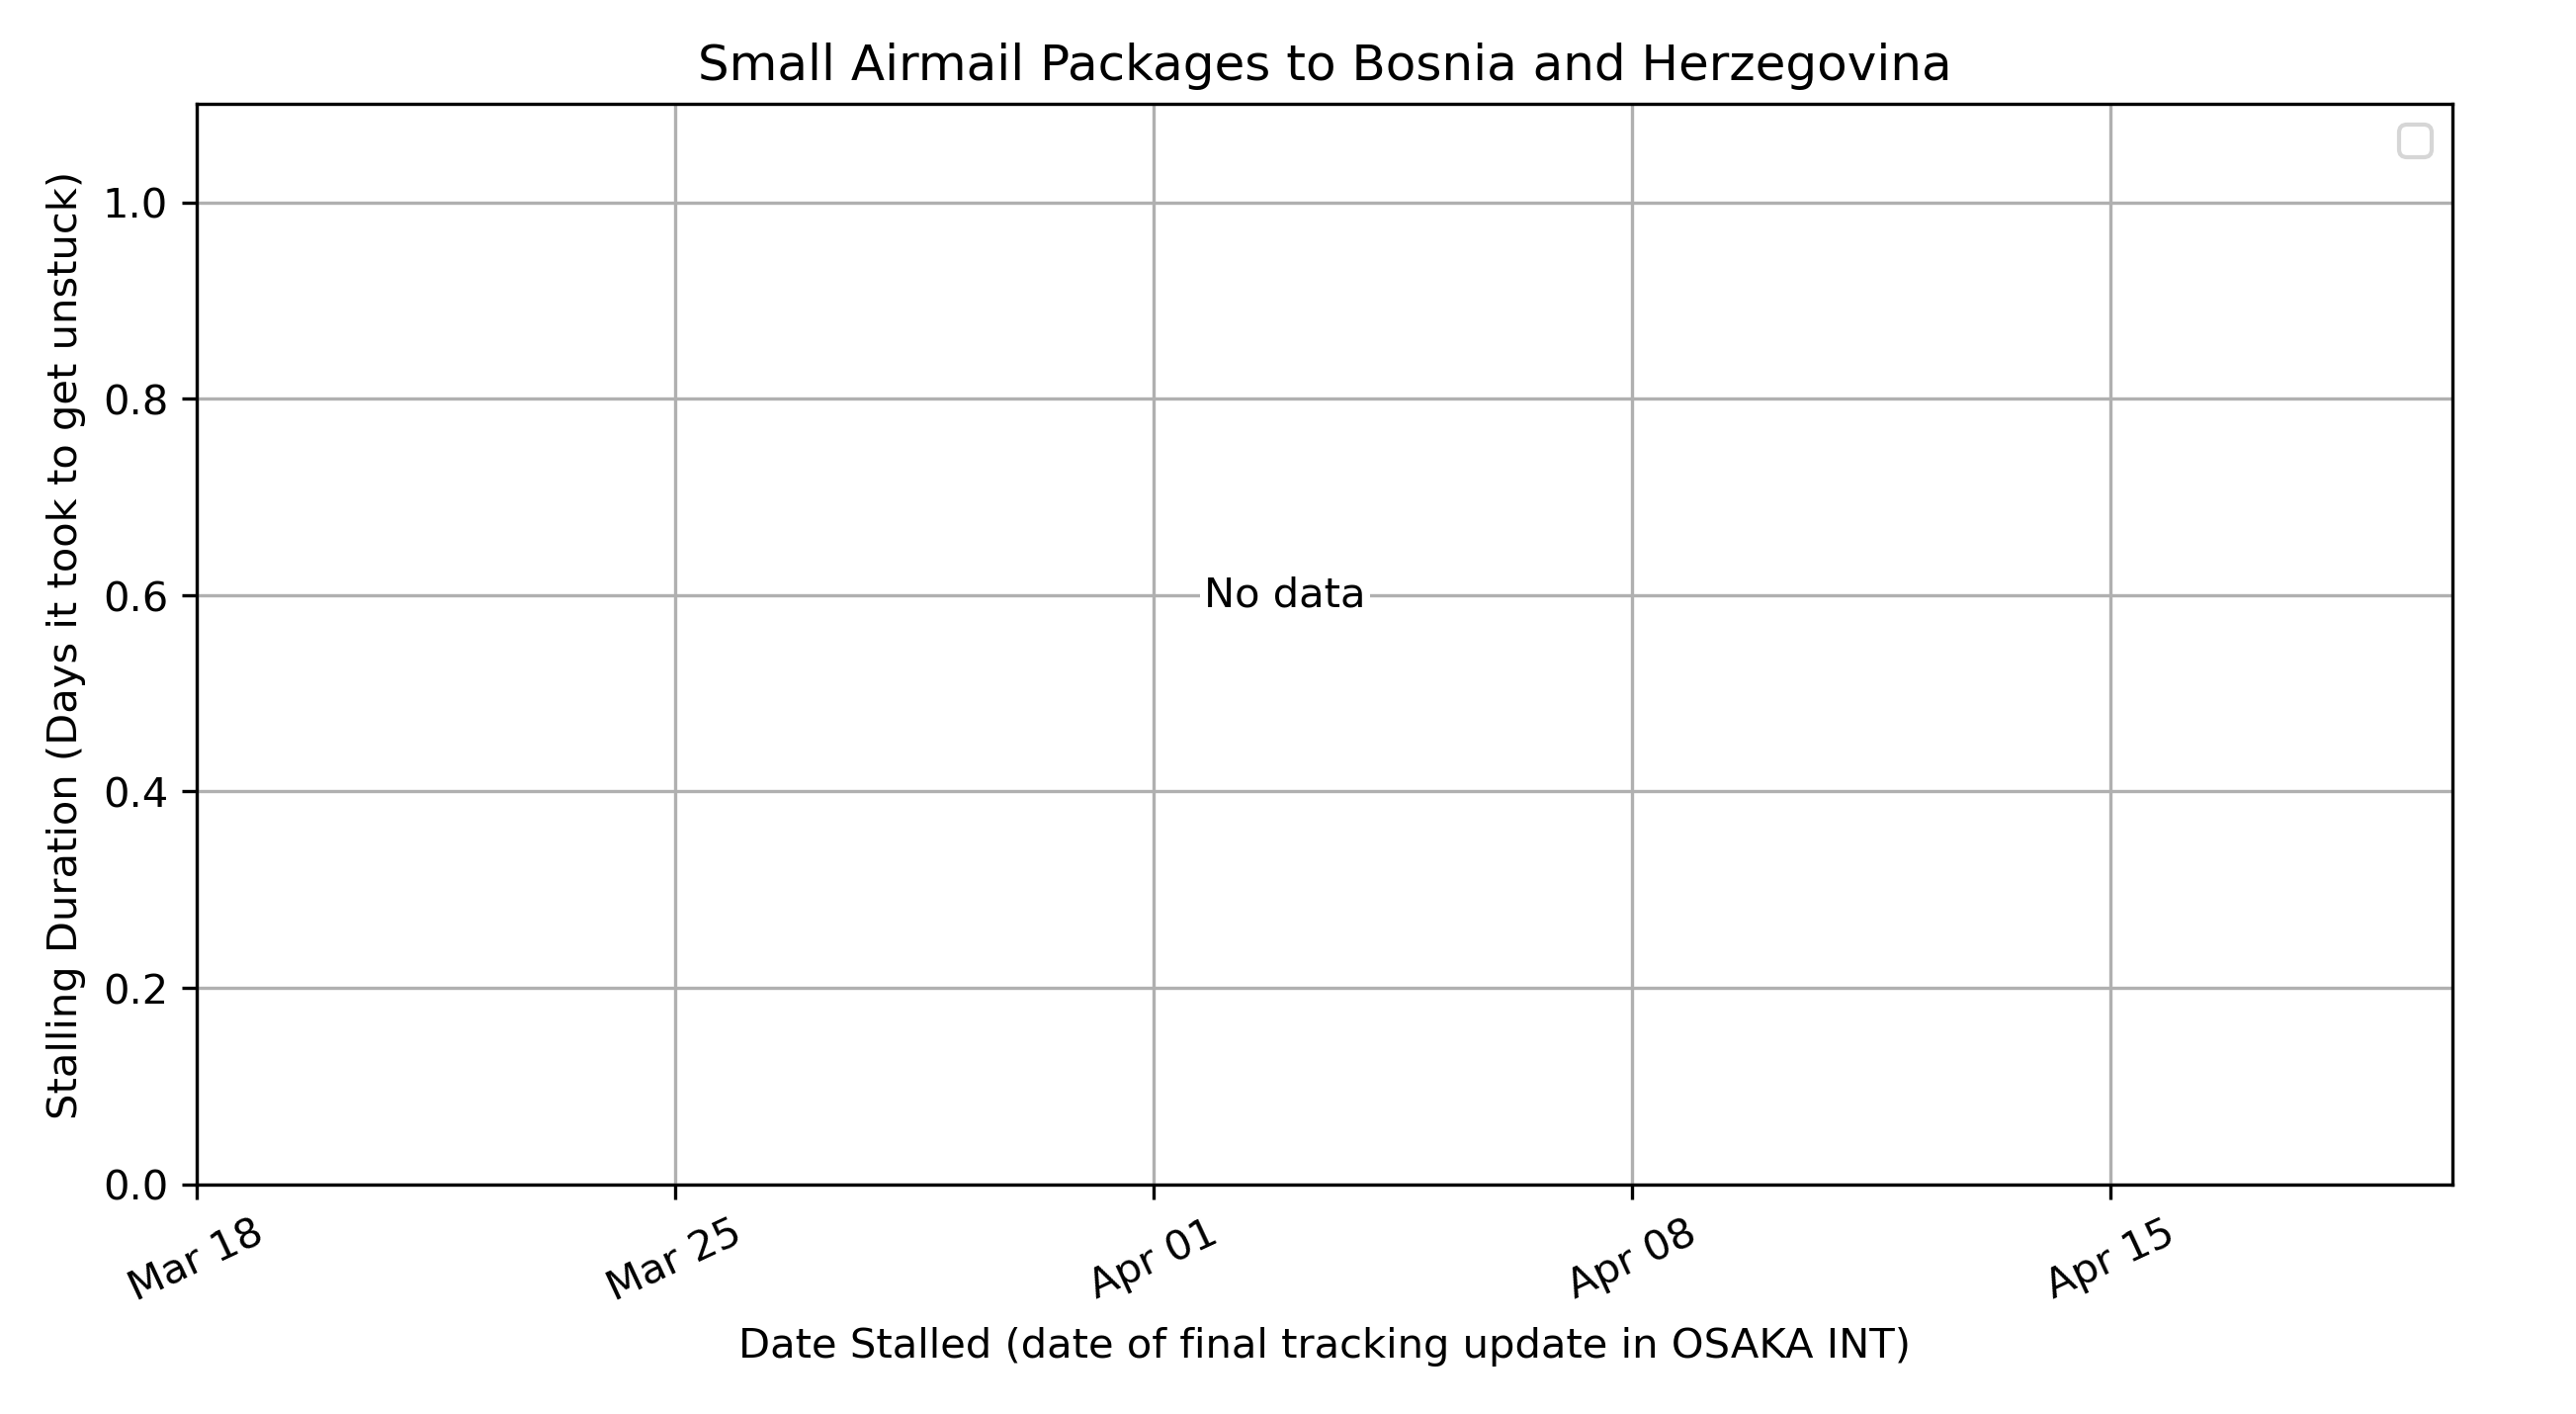 Small Airmail Packages to Bosnia and Herzegovina
Stalling Duration (Days it took to get unstuck)
1.0
0.8
0.6
0.4
0.2
0.0
No data
Mar 18
Mar 25
Apr 01
Apr 08
Apr 15
Date Stalled (date of final tracking update in OSAKA INT)